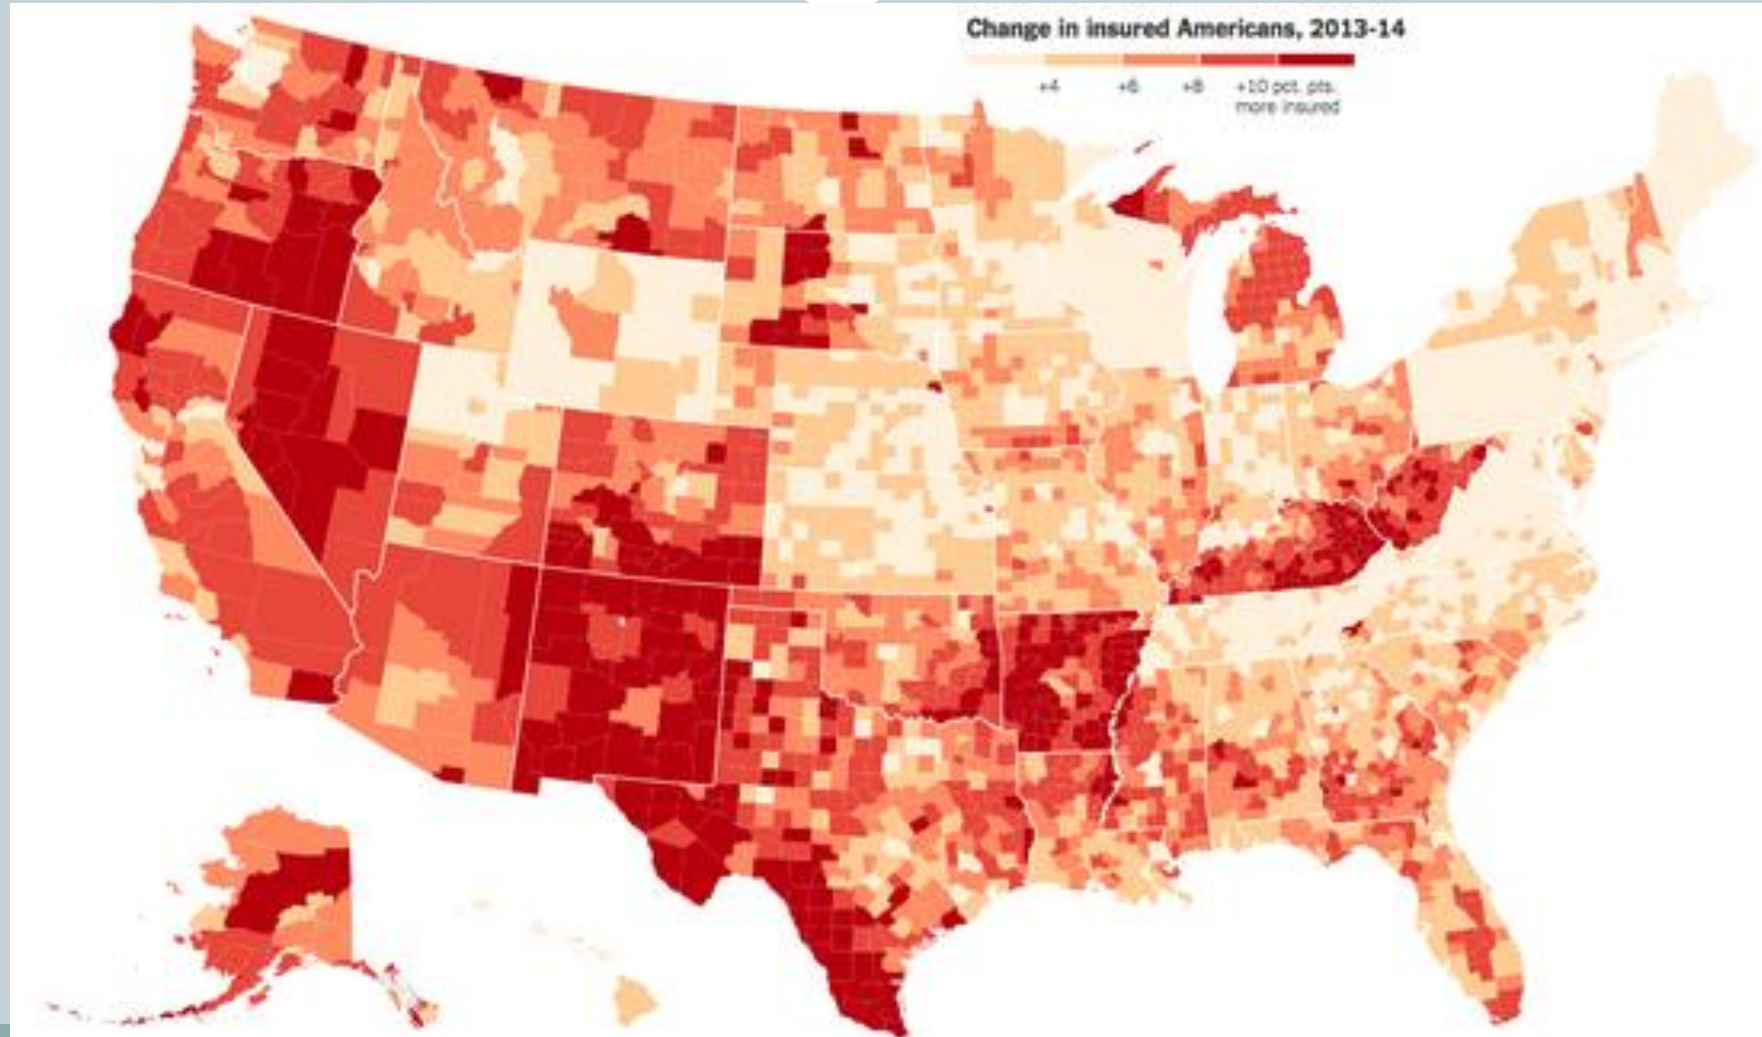 Change in insured Americans, 2013-14
+4 +6 +8 +10 pct. pts.
more insured